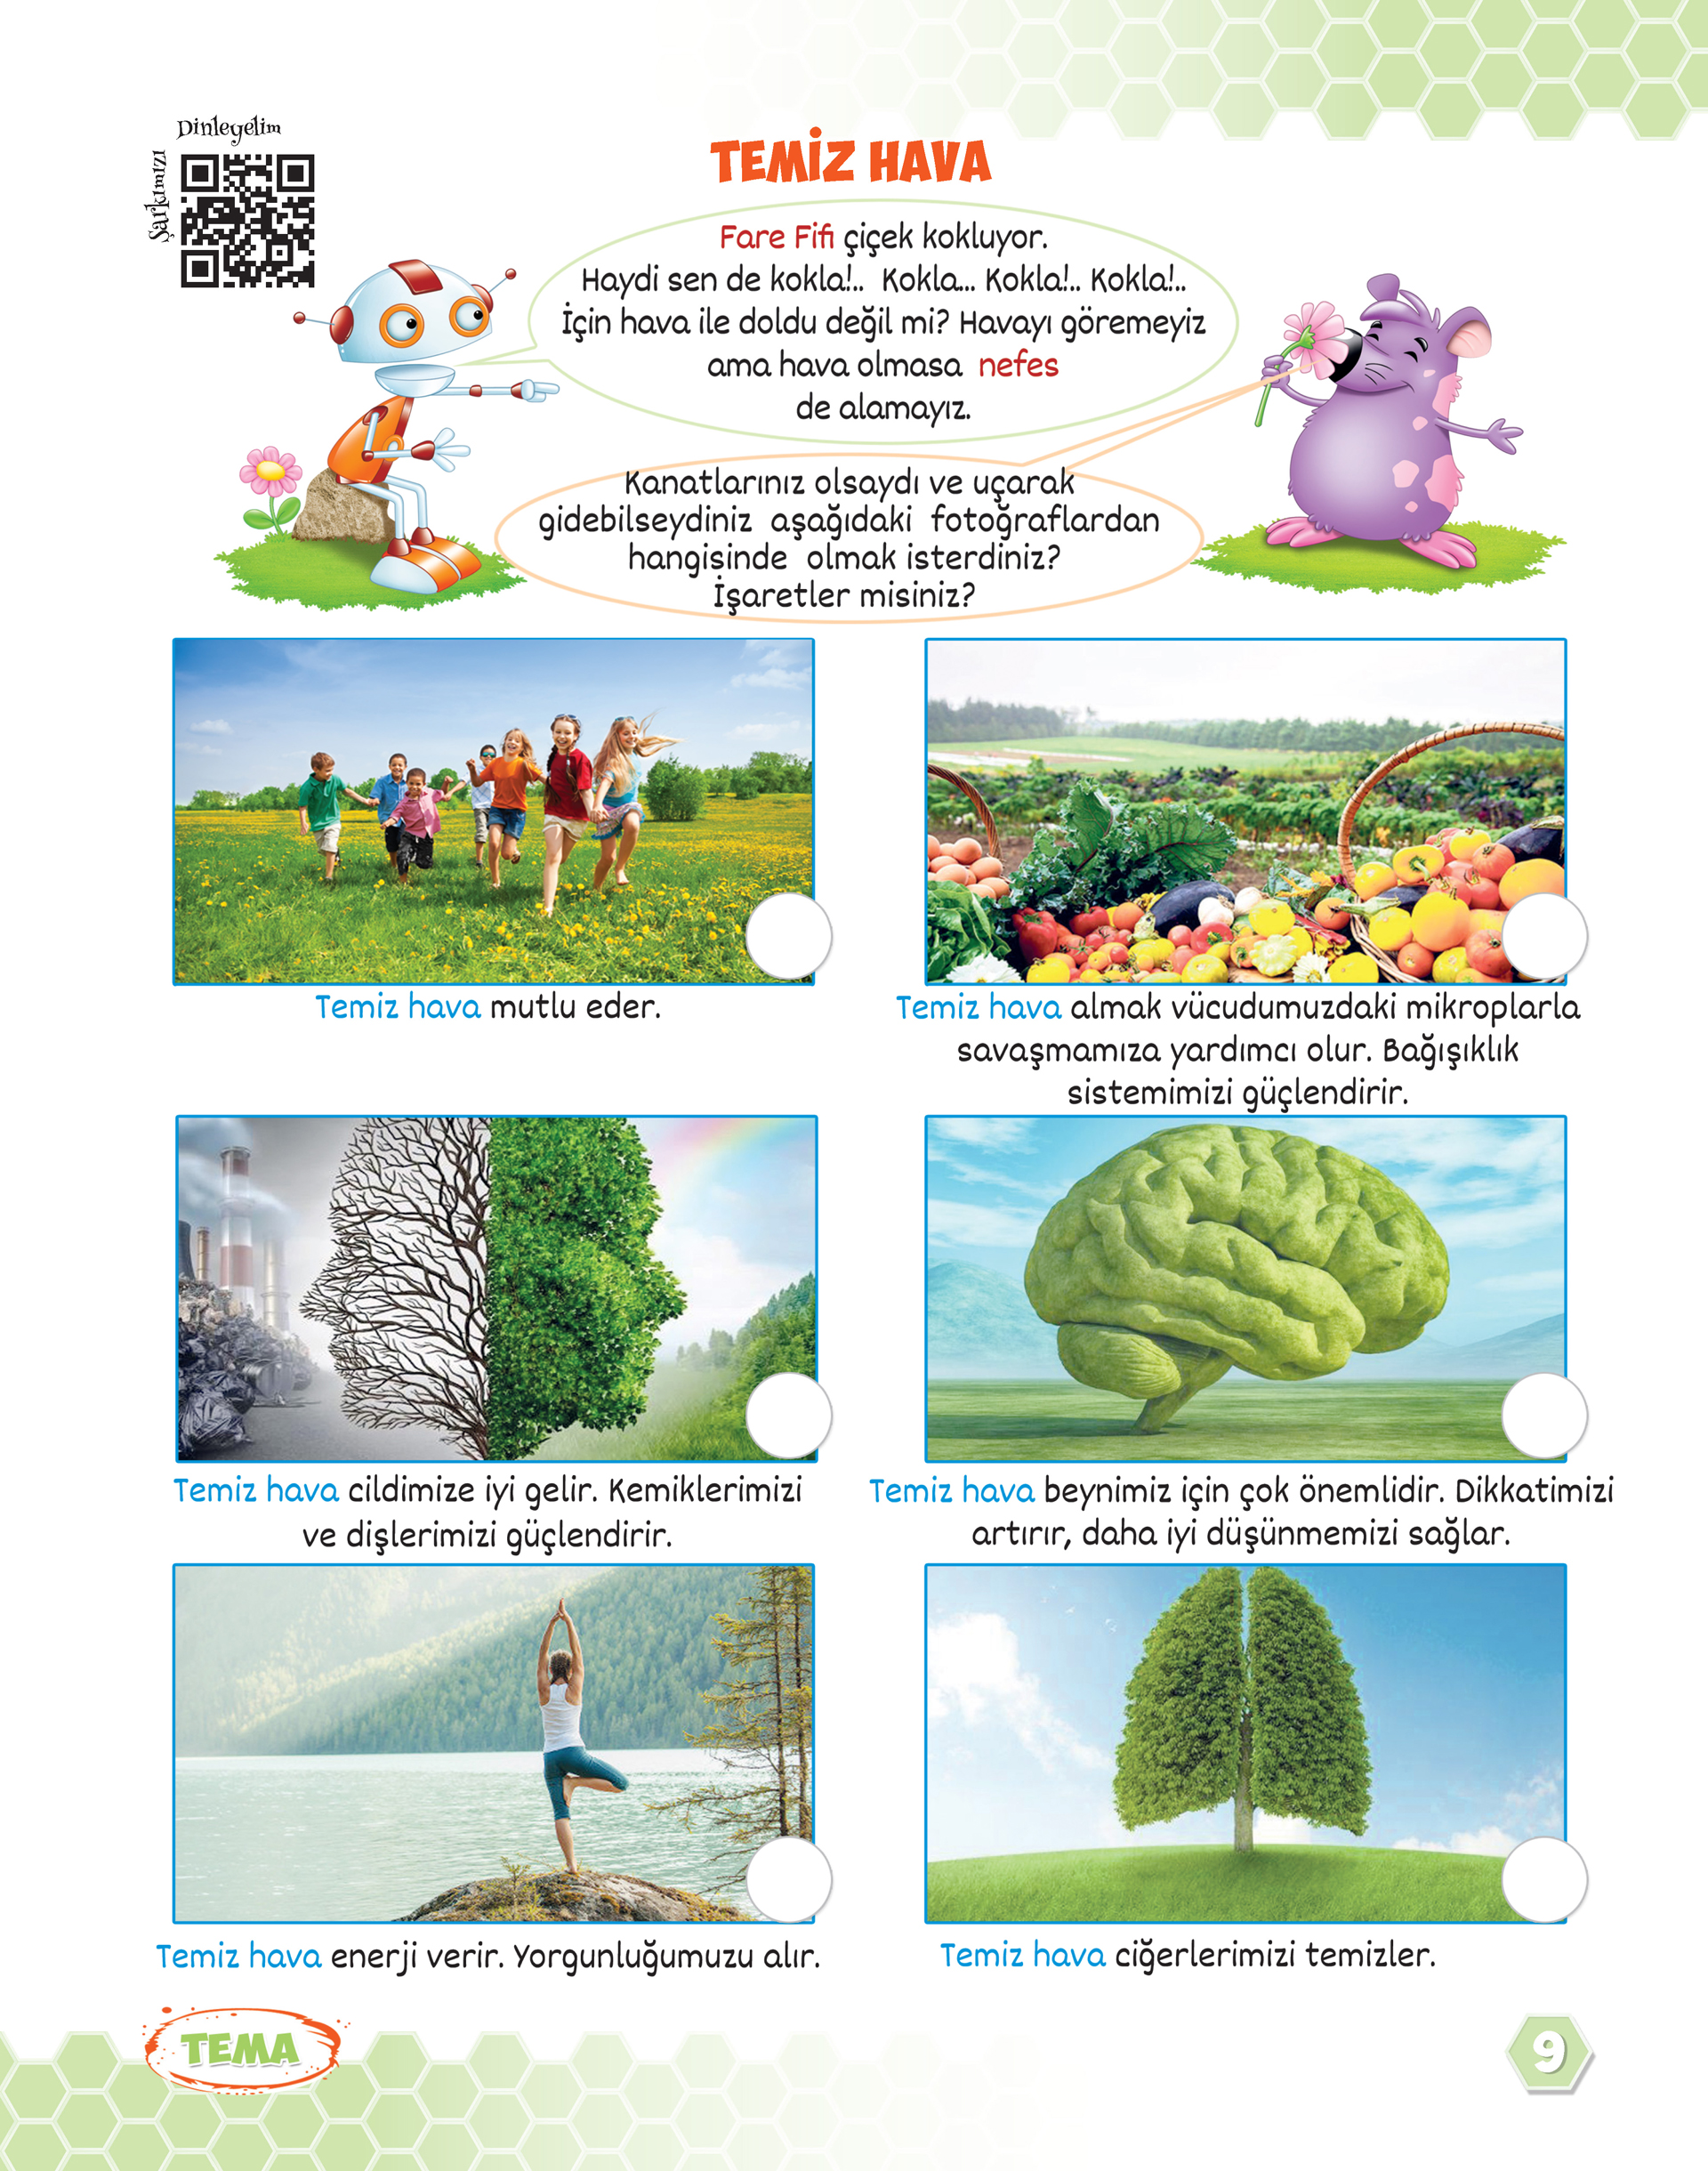 Dinleyelim
Şarkımızı
TEMİZ HAVA
Fare Fifi çiçek kokluyor.
Haydi sen de kokla!.. Kokla... Kokla!.. Kokla!..
İçin hava ile doldu değil mi? Havayı göremeyiz
ama hava olmasa nefes
de alamayız.
Kanatlarınız olsaydı ve uçarak
gidebilseydiniz aşağıdaki fotoğraflardan
hangisinde olmak isterdiniz?
İşaretler misiniz?
Temiz hava mutlu eder.
Temiz hava almak vücudumuzdaki mikroplarla
savaşmamıza yardımcı olur. Bağışıklık
sistemimizi güçlendirir.
Temiz hava cildimize iyi gelir. Kemiklerimizi
ve dişlerimizi güçlendirir.
Temiz hava beynimiz için çok önemlidir. Dikkatimizi
artırır, daha iyi düşünmemizi sağlar.
Temiz hava enerji verir. Yorgunluğumuzu alır.
Temiz hava ciğerlerimizi temizler.
TEMA
9